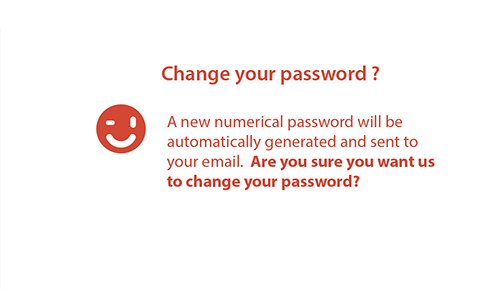 Change your password ?
A new numerical password will be
automatically generated and sent to
your email.  Are you sure you want us
to change your password?